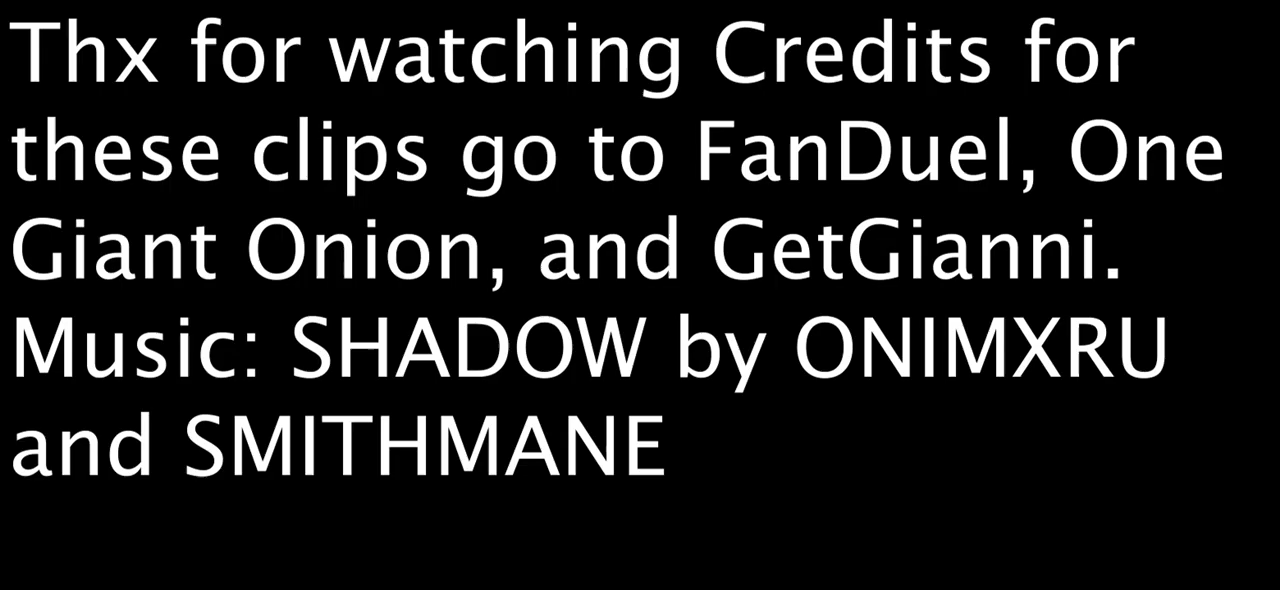 Thx for watching Credits for
these clips go to FanDuel, One
Giant Onion, and GetGianni.
Music: SHADOW by ONIMXRU
and SMITHMANE